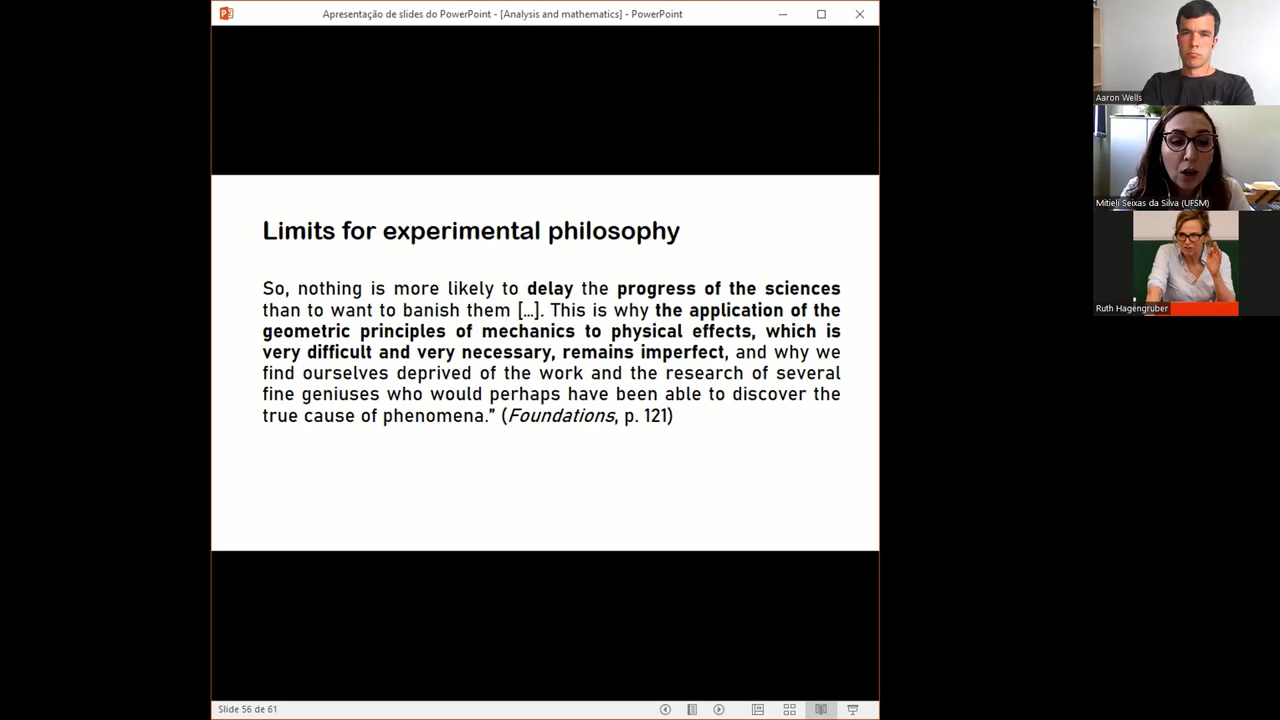 Apresentação de slides do PowerPoint - [Analysis and mathematics] - PowerPoint
Aaron Wells
Mitieli Seixas da Silva (UFSM)
Ruth Hagengruber
Limits for experimental philosophy
So, nothing is more likely to delay the progress of the sciences
than to want to banish them [...]. This is why the application of the
geometric principles of mechanics to physical effects, which is
very difficult and very necessary, remains imperfect, and why we
find ourselves deprived of the work and the research of several
fine geniuses who would perhaps have been able to discover the
true cause of phenomena.” (Foundations, p. 121)
Slide 56 de 61